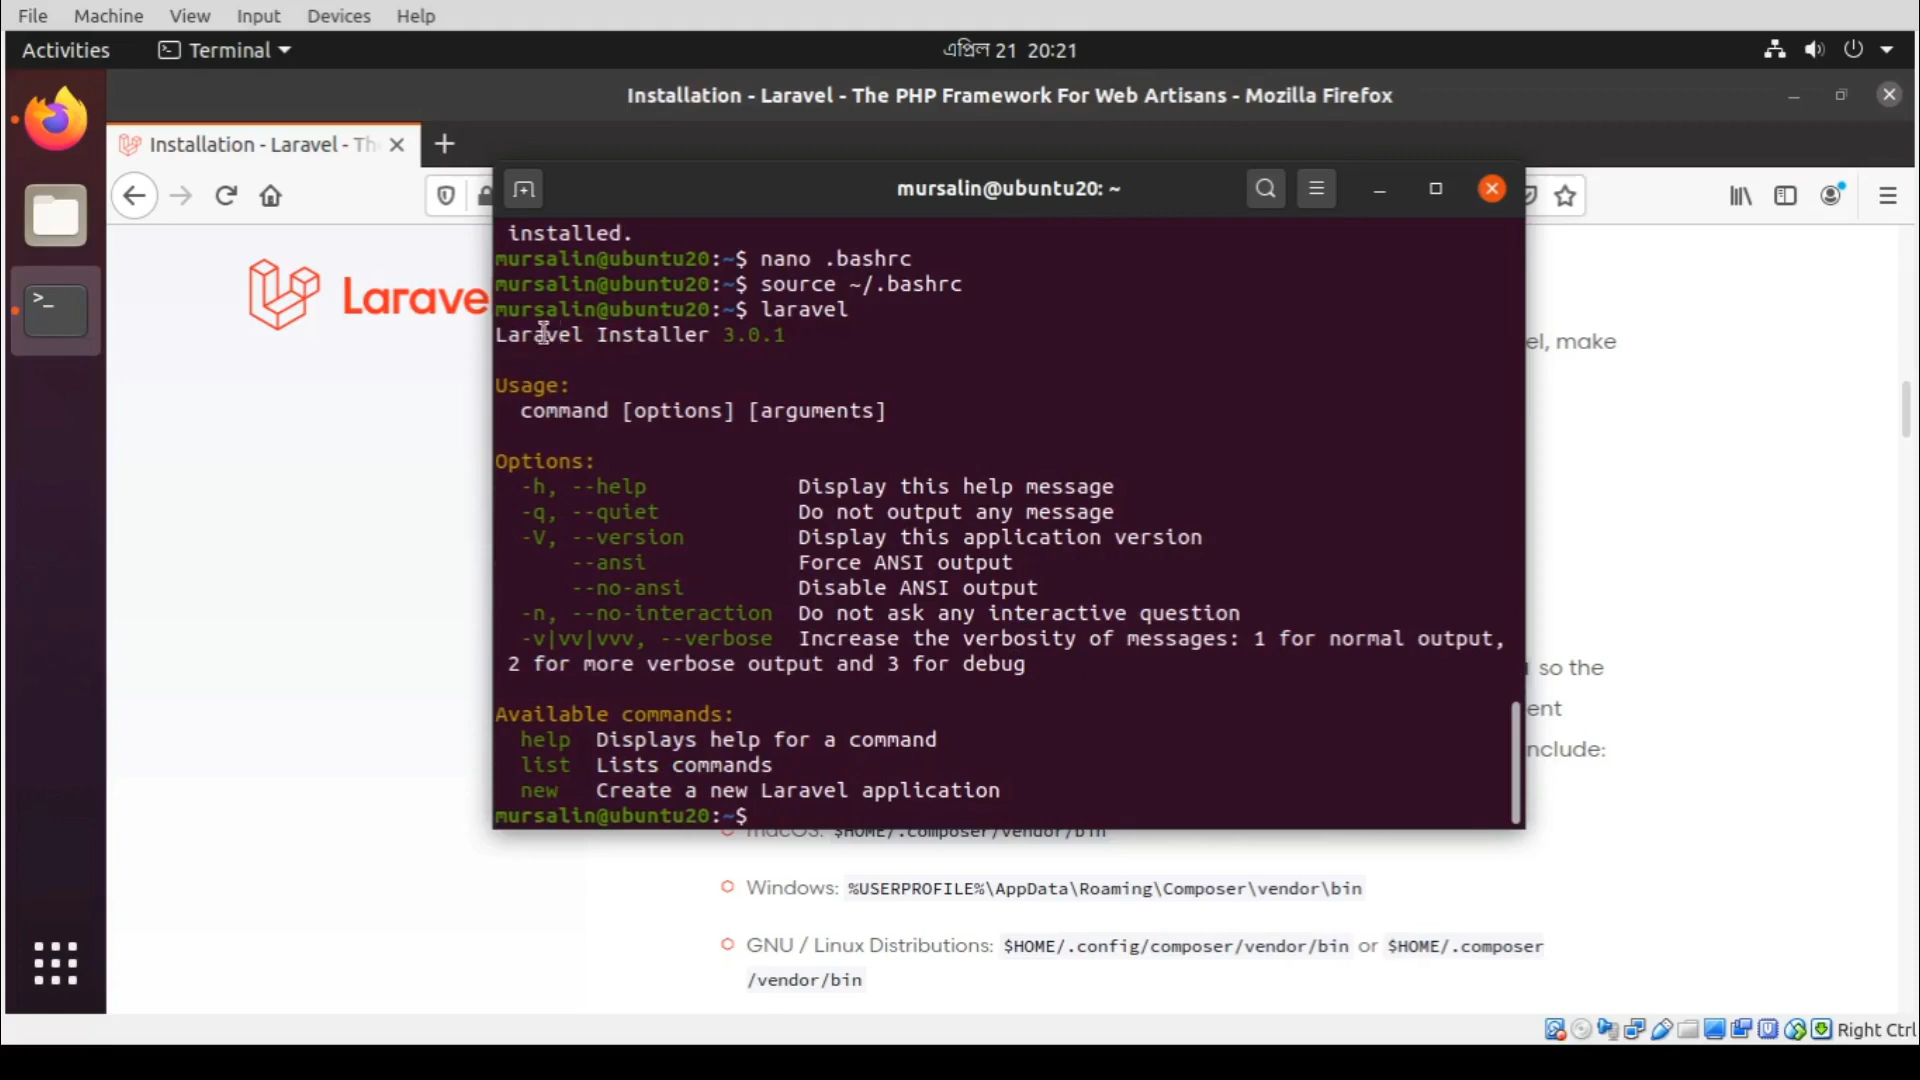 File Machine View Input Devices Help
Activities Terminal এপ্রিল 21 20:21
Installation - Laravel - The PHP Framework For Web Artisans - Mozilla Firefox
Installation - Laravel - Th
mursalin@ubuntu20: ~
Larave
installed.
mursalin@ubuntu20:~$ nano .bashrc
mursalin@ubuntu20:~$ source ~/.bashrc
mursalin@ubuntu20:~$ laravel
Laravel Installer 3.0.1
el, make
Usage:
command [options] [arguments]
Options:
-h, --help Display this help message
-q, --quiet Do not output any message
-V, --version Display this application version
--ansi Force ANSI output
--no-ansi Disable ANSI output
-n, --no-interaction Do not ask any interactive question
-v|vv|vvv, --verbose Increase the verbosity of messages: 1 for normal output,
2 for more verbose output and 3 for debug
so the
ent
nclude:
Available commands:
help Displays help for a command
list Lists commands
new Create a new Laravel application
mursalin@ubuntu20:~$
macOS: $HOME/.composer/vendor/bin
Windows: %USERPROFILE%\AppData\Roaming\Composer\vendor\bin
GNU / Linux Distributions: $HOME/.config/composer/vendor/bin or $HOME/.composer
/vendor/bin
Right Ctrl